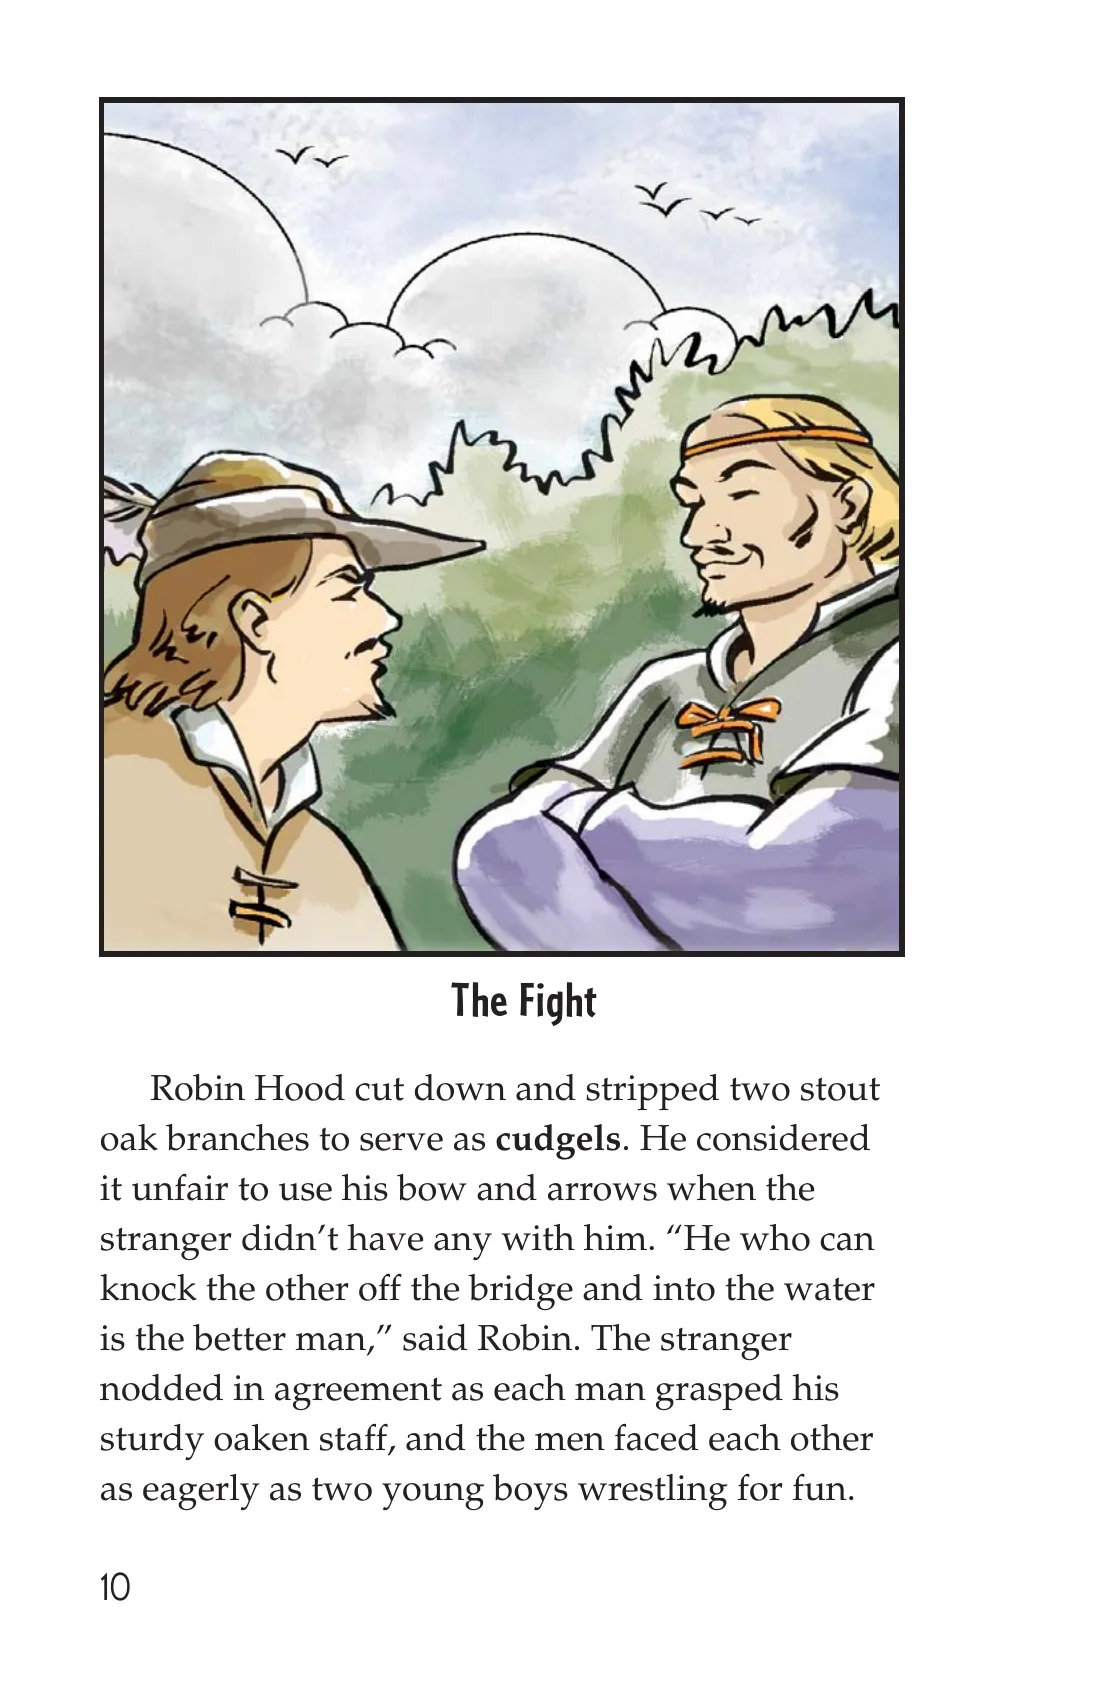 The Fight
Robin Hood cut down and stripped two stout
oak branches to serve as cudgels. He considered
it unfair to use his bow and arrows when the
stranger didn’t have any with him. “He who can
knock the other off the bridge and into the water
is the better man,” said Robin. The stranger
nodded in agreement as each man grasped his
sturdy oaken staff, and the men faced each other
as eagerly as two young boys wrestling for fun.
10